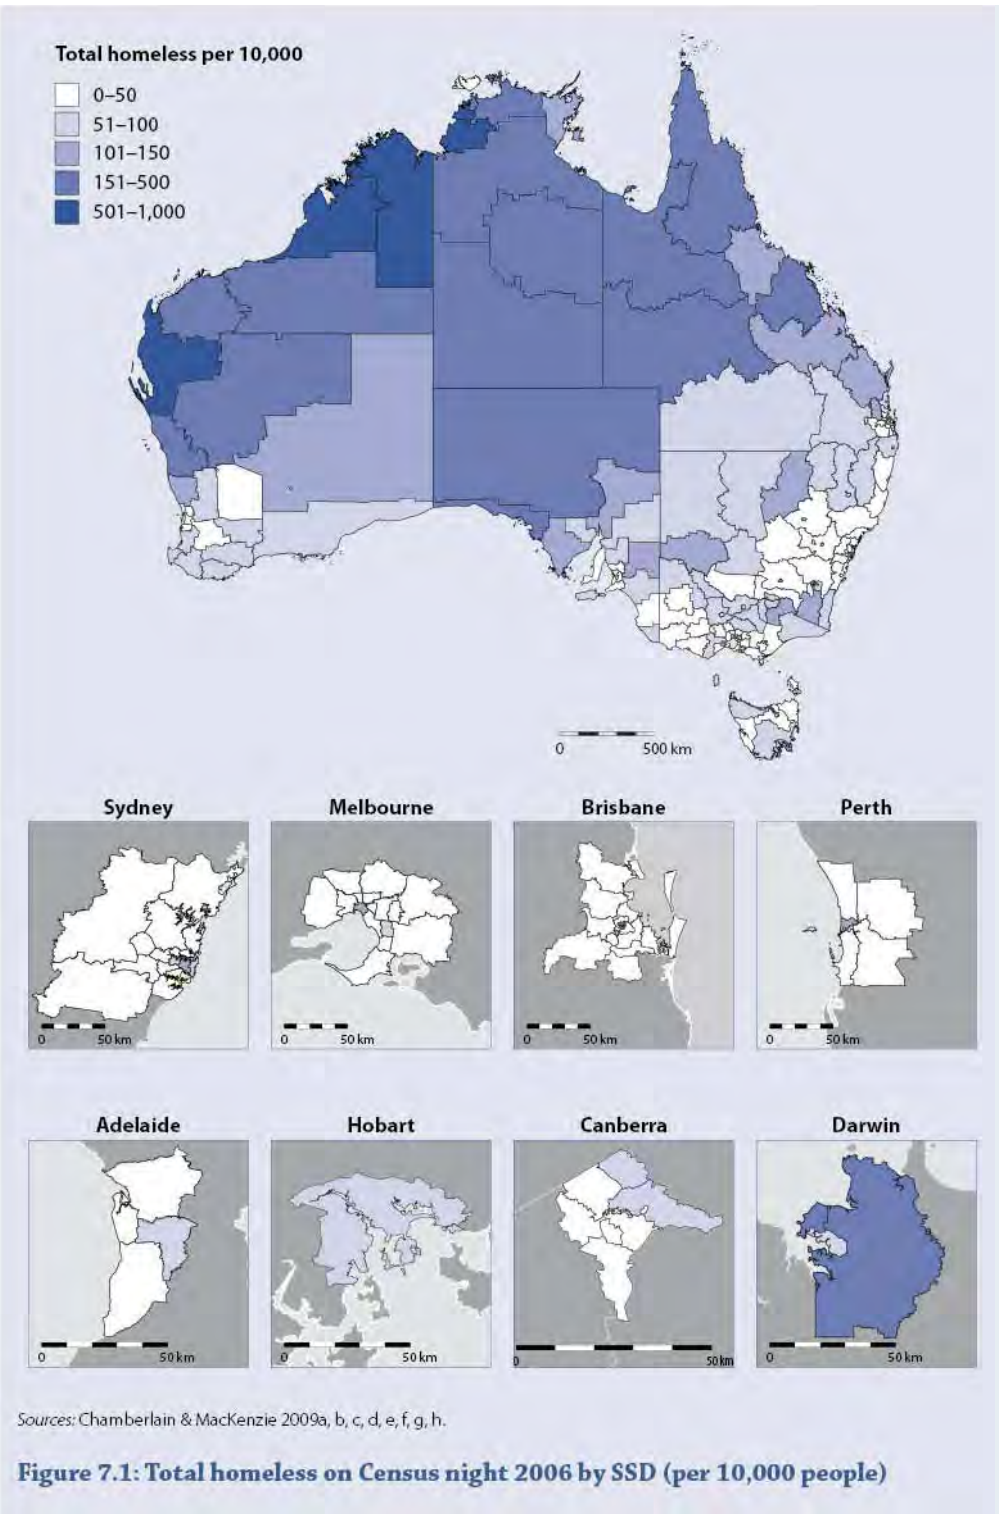 Total homeless per 10,000
0–50
51–100
101–150
151–500
501–1,000
0 500 km
Sydney Melbourne Brisbane Perth
0 50 km 0 50 km 0 50 km 0 50 km
Adelaide Hobart Canberra Darwin
0 50 km 0 50 km 0 50 km 0 50 km
Sources: Chamberlain & MacKenzie 2009a, b, c, d, e, f, g, h.
Figure 7.1: Total homeless on Census night 2006 by SSD (per 10,000 people)